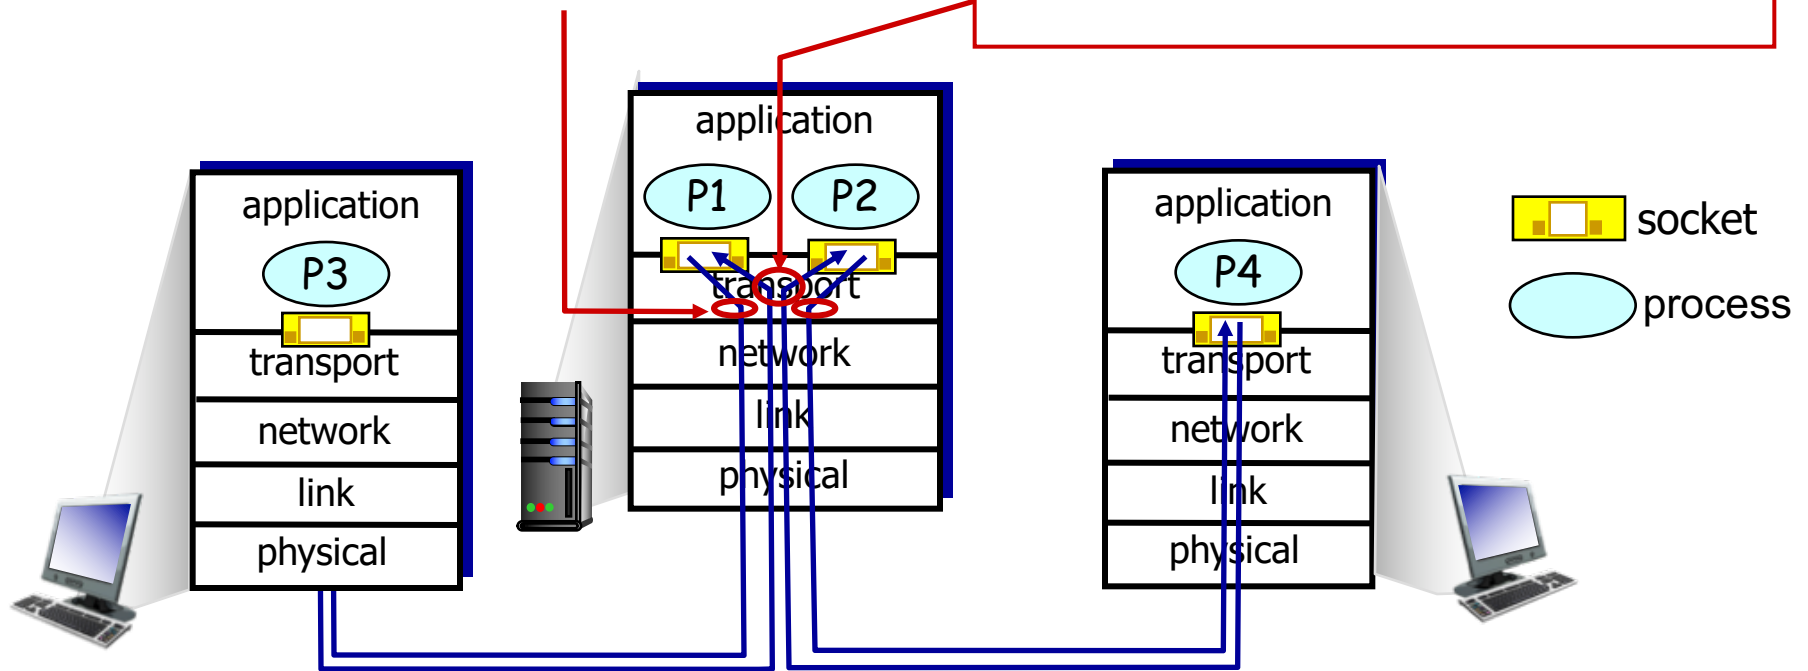 application
P3
transport
network
link
physical
application
P1 P2
transport
network
link
physical
application
P4
transport
network
link
physical
socket
process